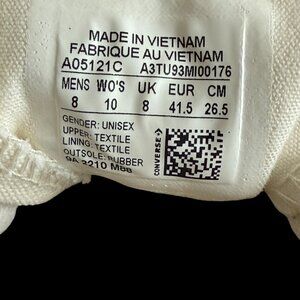 MADE IN VIETNAM
FABRIQUE AU VIETNAM
A05121C A3TU93MI00176
MENS WO'S UK EUR CM
8 10 8 41.5 26.5
GENDER: UNISEX
UPPER: TEXTILE
LINING: TEXTILE
OUTSOLE: RUBBER
CONVERSE